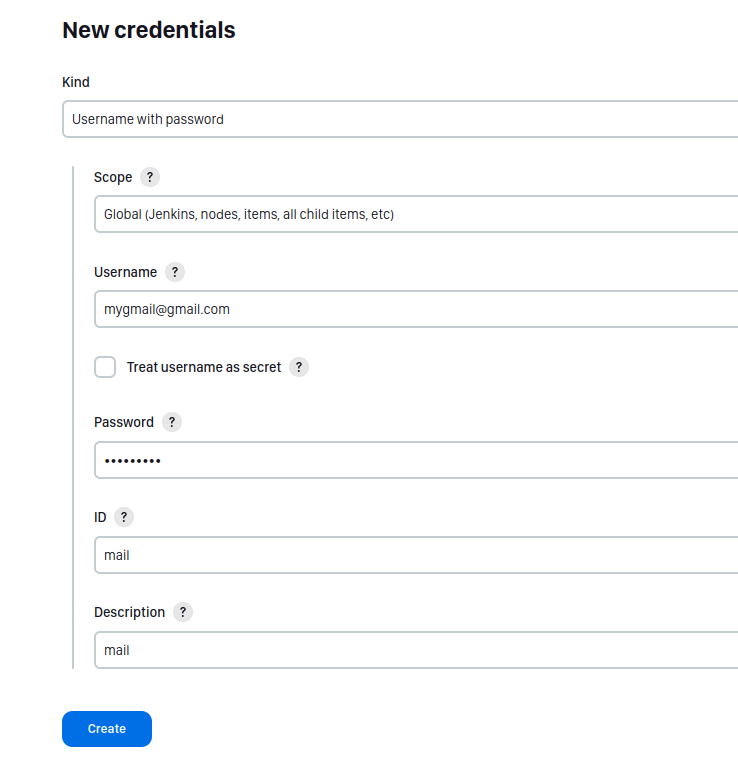 New credentials
Kind
Username with password
Scope ?
Global (Jenkins, nodes, items, all child items, etc)
Username ?
mygmail@gmail.com
Treat username as secret ?
Password ?
•••••••••
ID ?
mail
Description ?
mail
Create